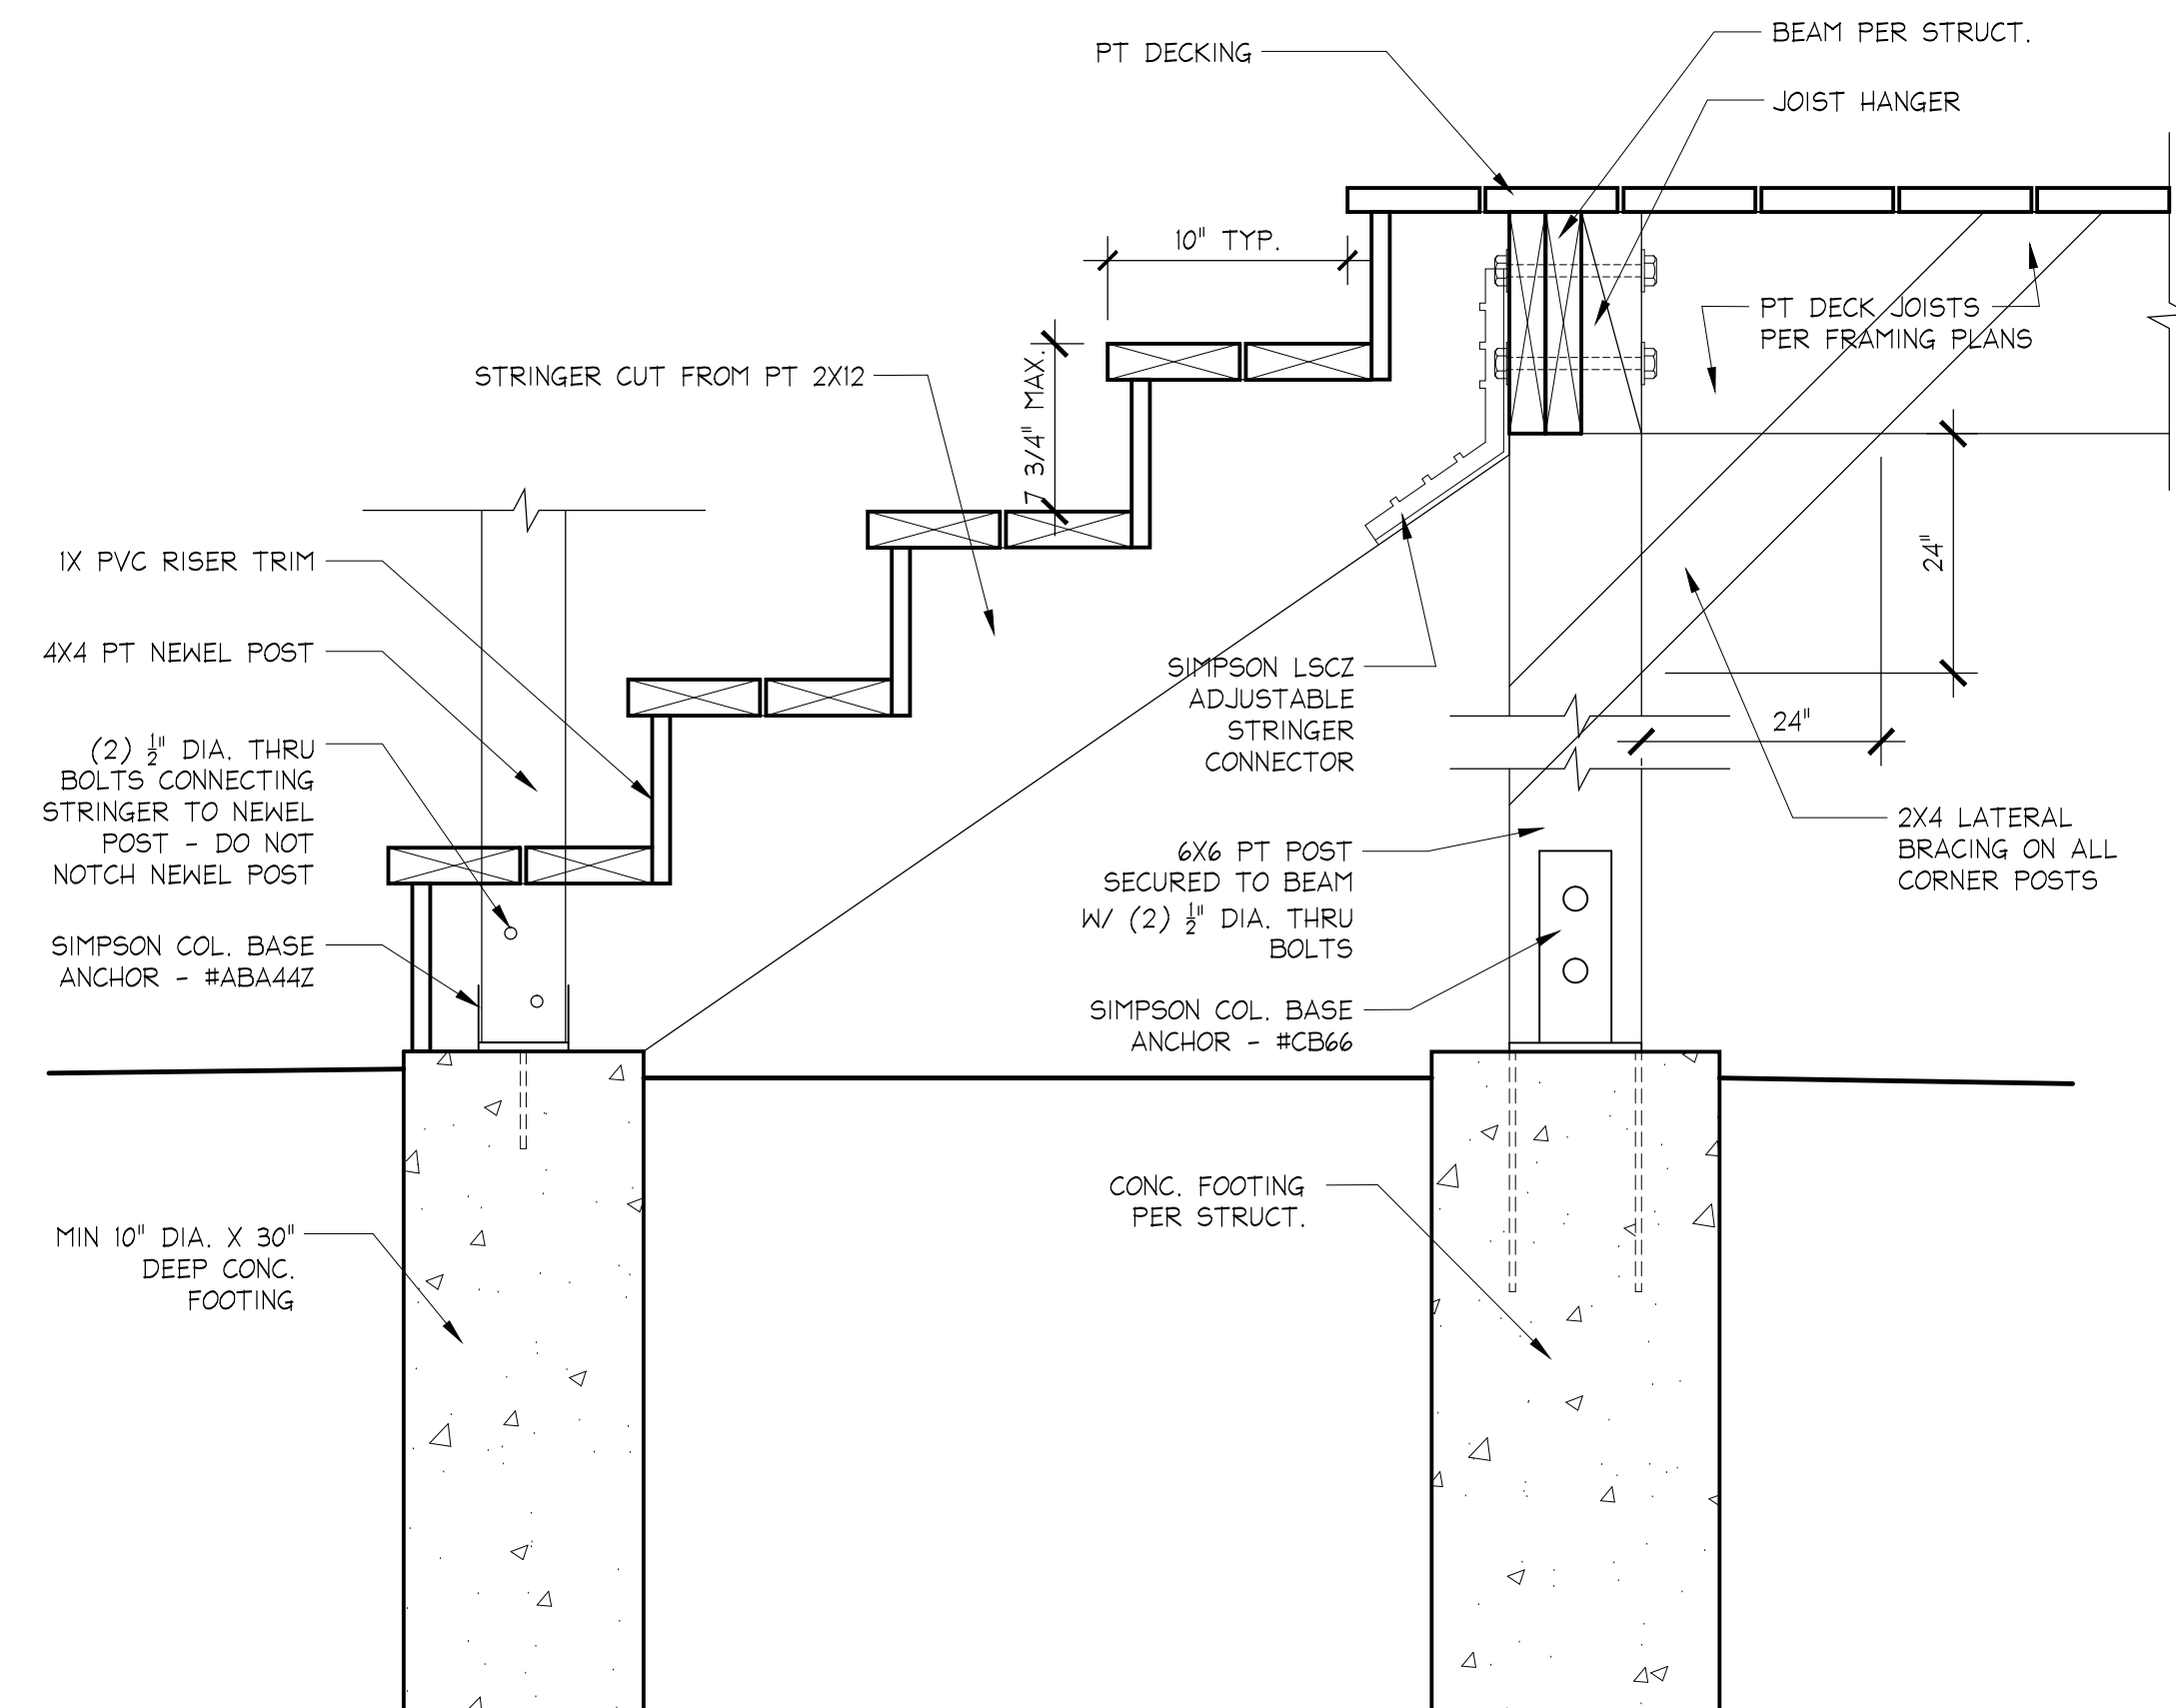 BEAM PER STRUCT.
PT DECKING
JOIST HANGER
10" TYP.
PT DECK JOISTS
PER FRAMING PLANS
STRINGER CUT FROM PT 2X12
7 3/4" MAX.
24"
1X PVC RISER TRIM
4X4 PT NEWEL POST
SIMPSON LSCZ
ADJUSTABLE
STRINGER
CONNECTOR
24"
(2) ½" DIA. THRU
BOLTS CONNECTING
STRINGER TO NEWEL
POST - DO NOT
NOTCH NEWEL POST
2X4 LATERAL
BRACING ON ALL
CORNER POSTS
6X6 PT POST
SECURED TO BEAM
W/ (2) ½" DIA. THRU
BOLTS
SIMPSON COL. BASE
ANCHOR - #ABA44Z
SIMPSON COL. BASE
ANCHOR - #CB66
CONC. FOOTING
PER STRUCT.
MIN 10" DIA. X 30"
DEEP CONC.
FOOTING